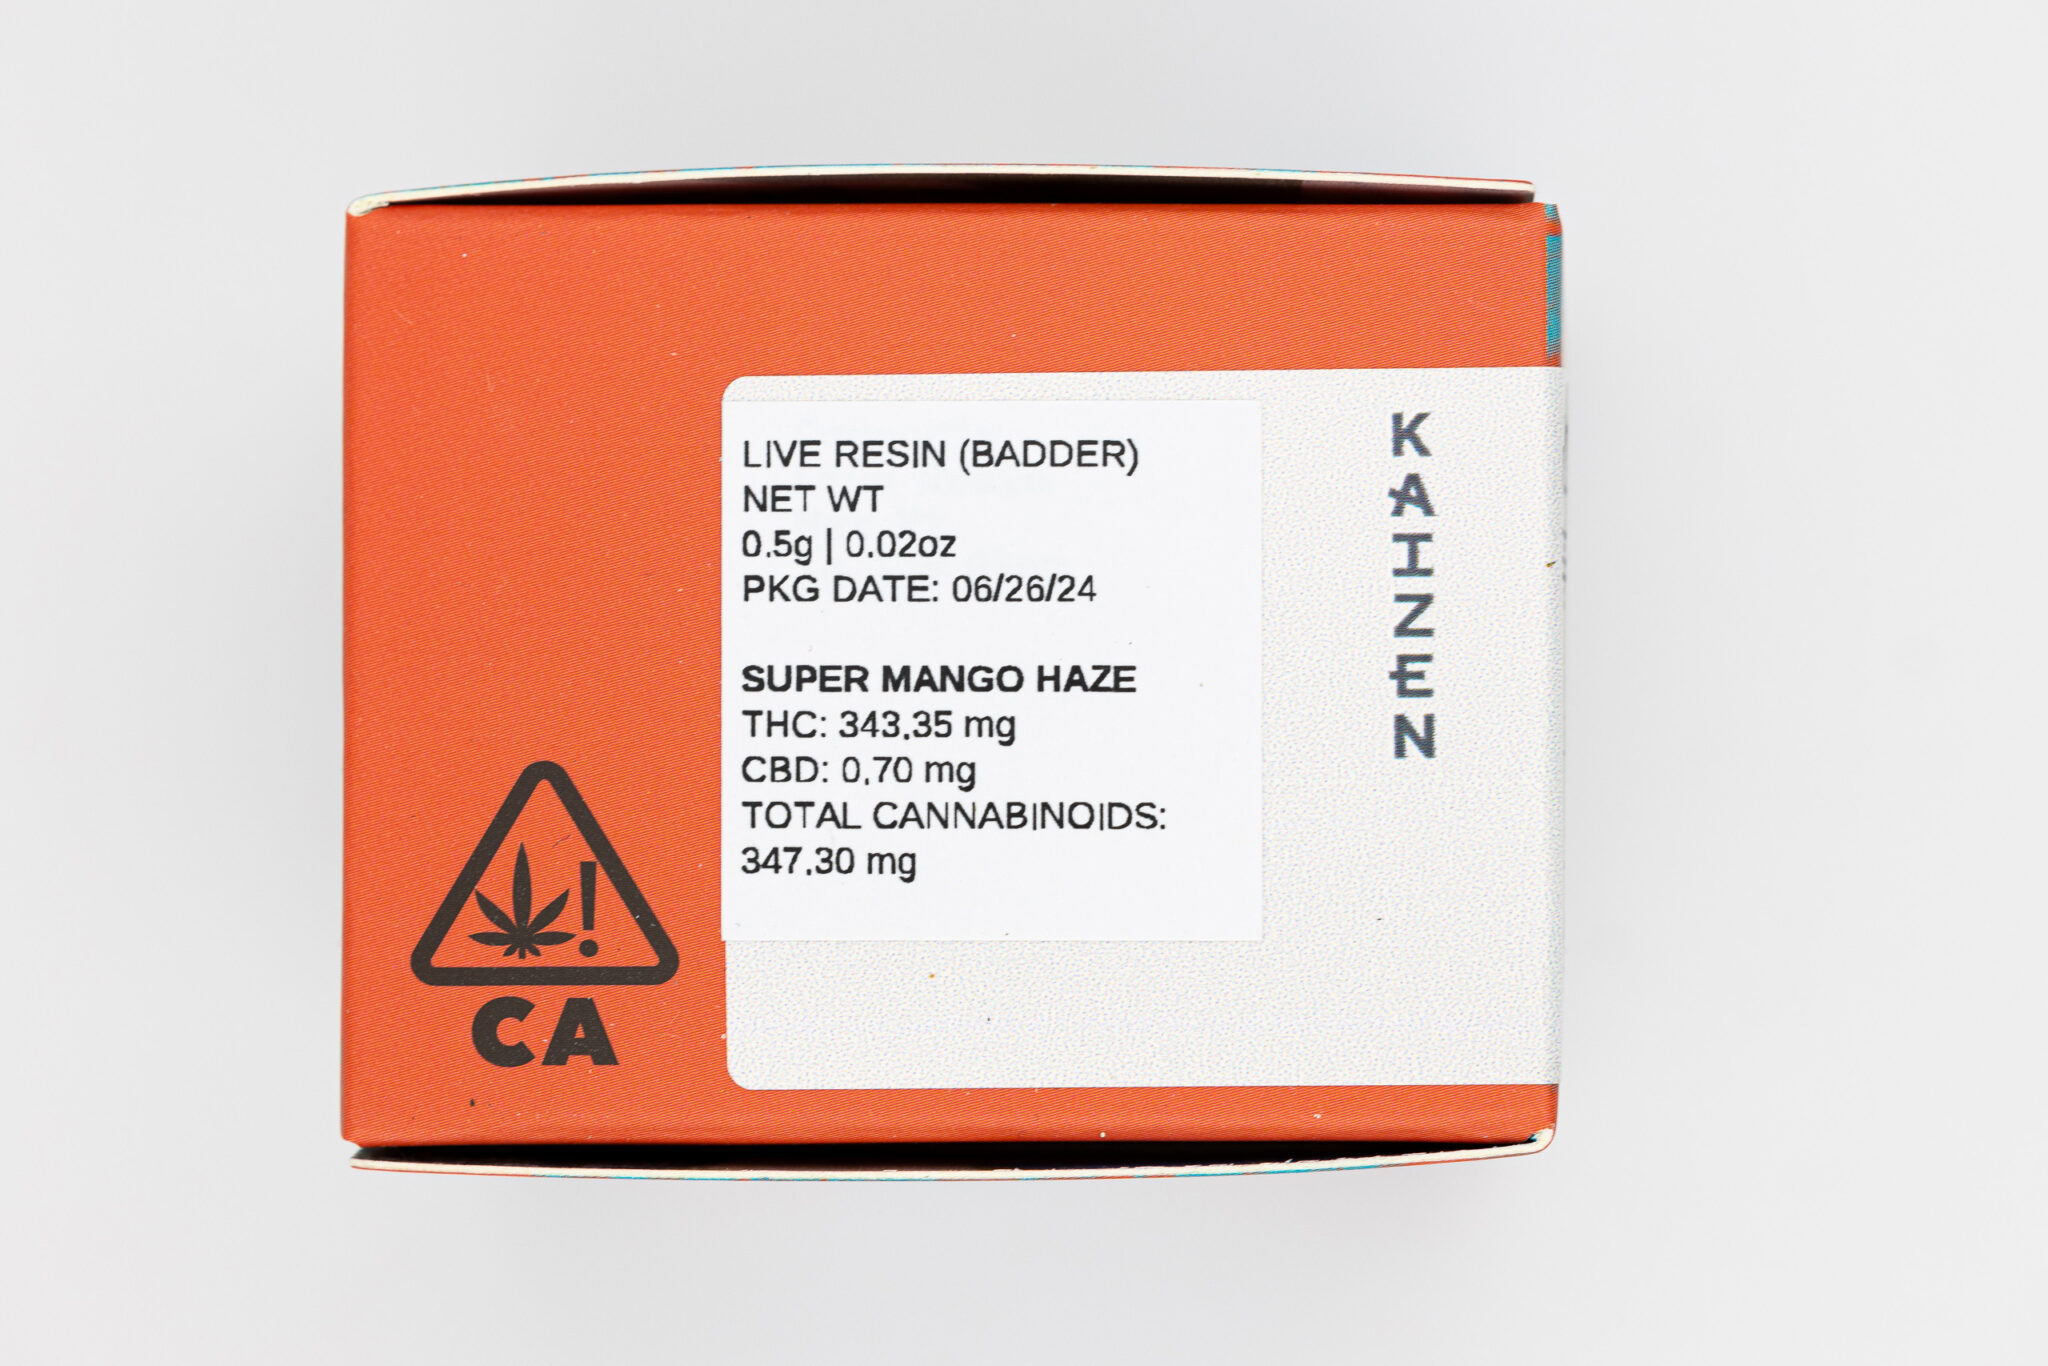 LIVE RESIN (BADDER)
NET WT
0.5g | 0.02oz
PKG DATE: 06/26/24
SUPER MANGO HAZE
THC: 343.35 mg
CBD: 0.70 mg
TOTAL CANNABINOIDS:
347.30 mg
KAIZEN
!
CA